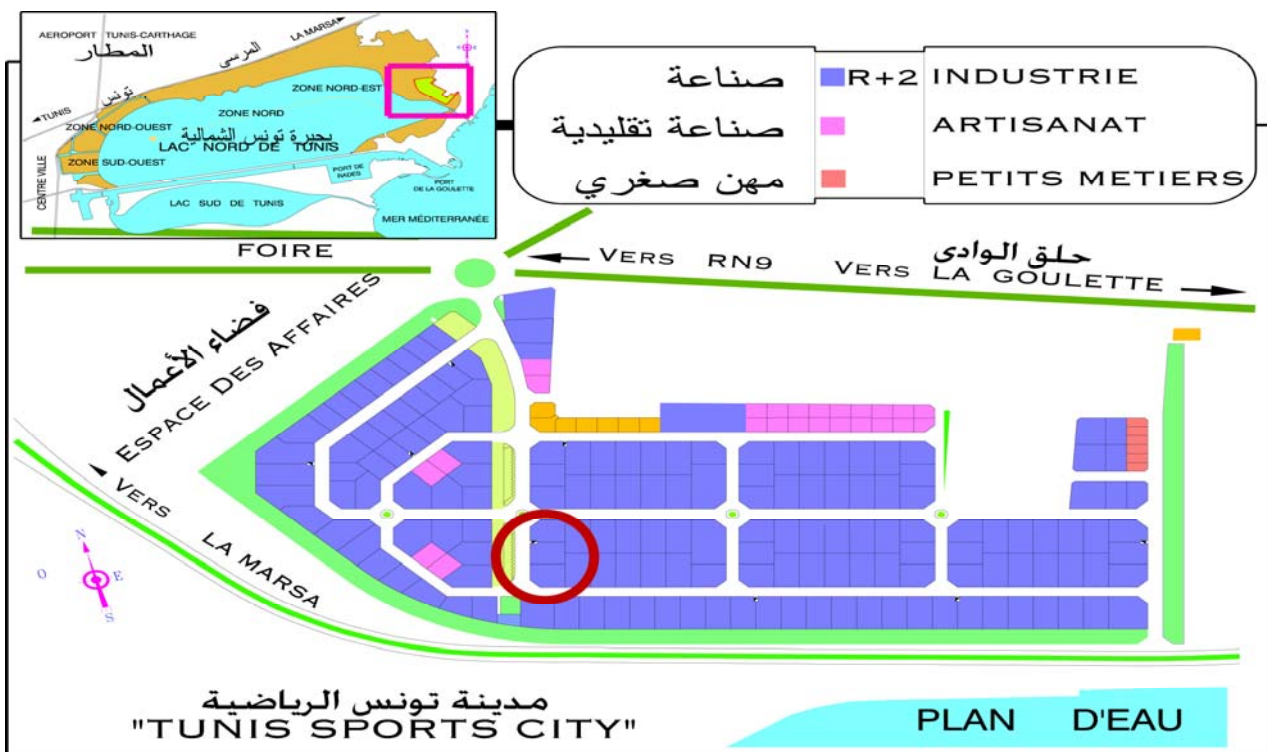 AEROPORT TUNIS-CARTHAGE
المطار
المرسى
LA MARSA
تونس
TUNIS
ZONE NORD-EST
ZONE NORD
ZONE NORD-OUEST
بحيرة تونس الشمالية
LAC NORD DE TUNIS
ZONE SUD-OUEST
CENTRE VILLE
PORT DE
RADES
PORT
DE LA GOULETTE
LAC SUD DE TUNIS
MER MÉDITERRANÉE
صناعة R+2 INDUSTRIE
صناعة تقليدية ARTISANAT
مهن صغري PETITS METIERS
FOIRE
VERS RN9 VERS
حلق الوادى
LA GOULETTE
فضاء الأعمال
ESPACE DES AFFAIRES
VERS
LA MARSA
N
O
E
S
مدينة تونس الرياضية
"TUNIS SPORTS CITY"
PLAN D'EAU